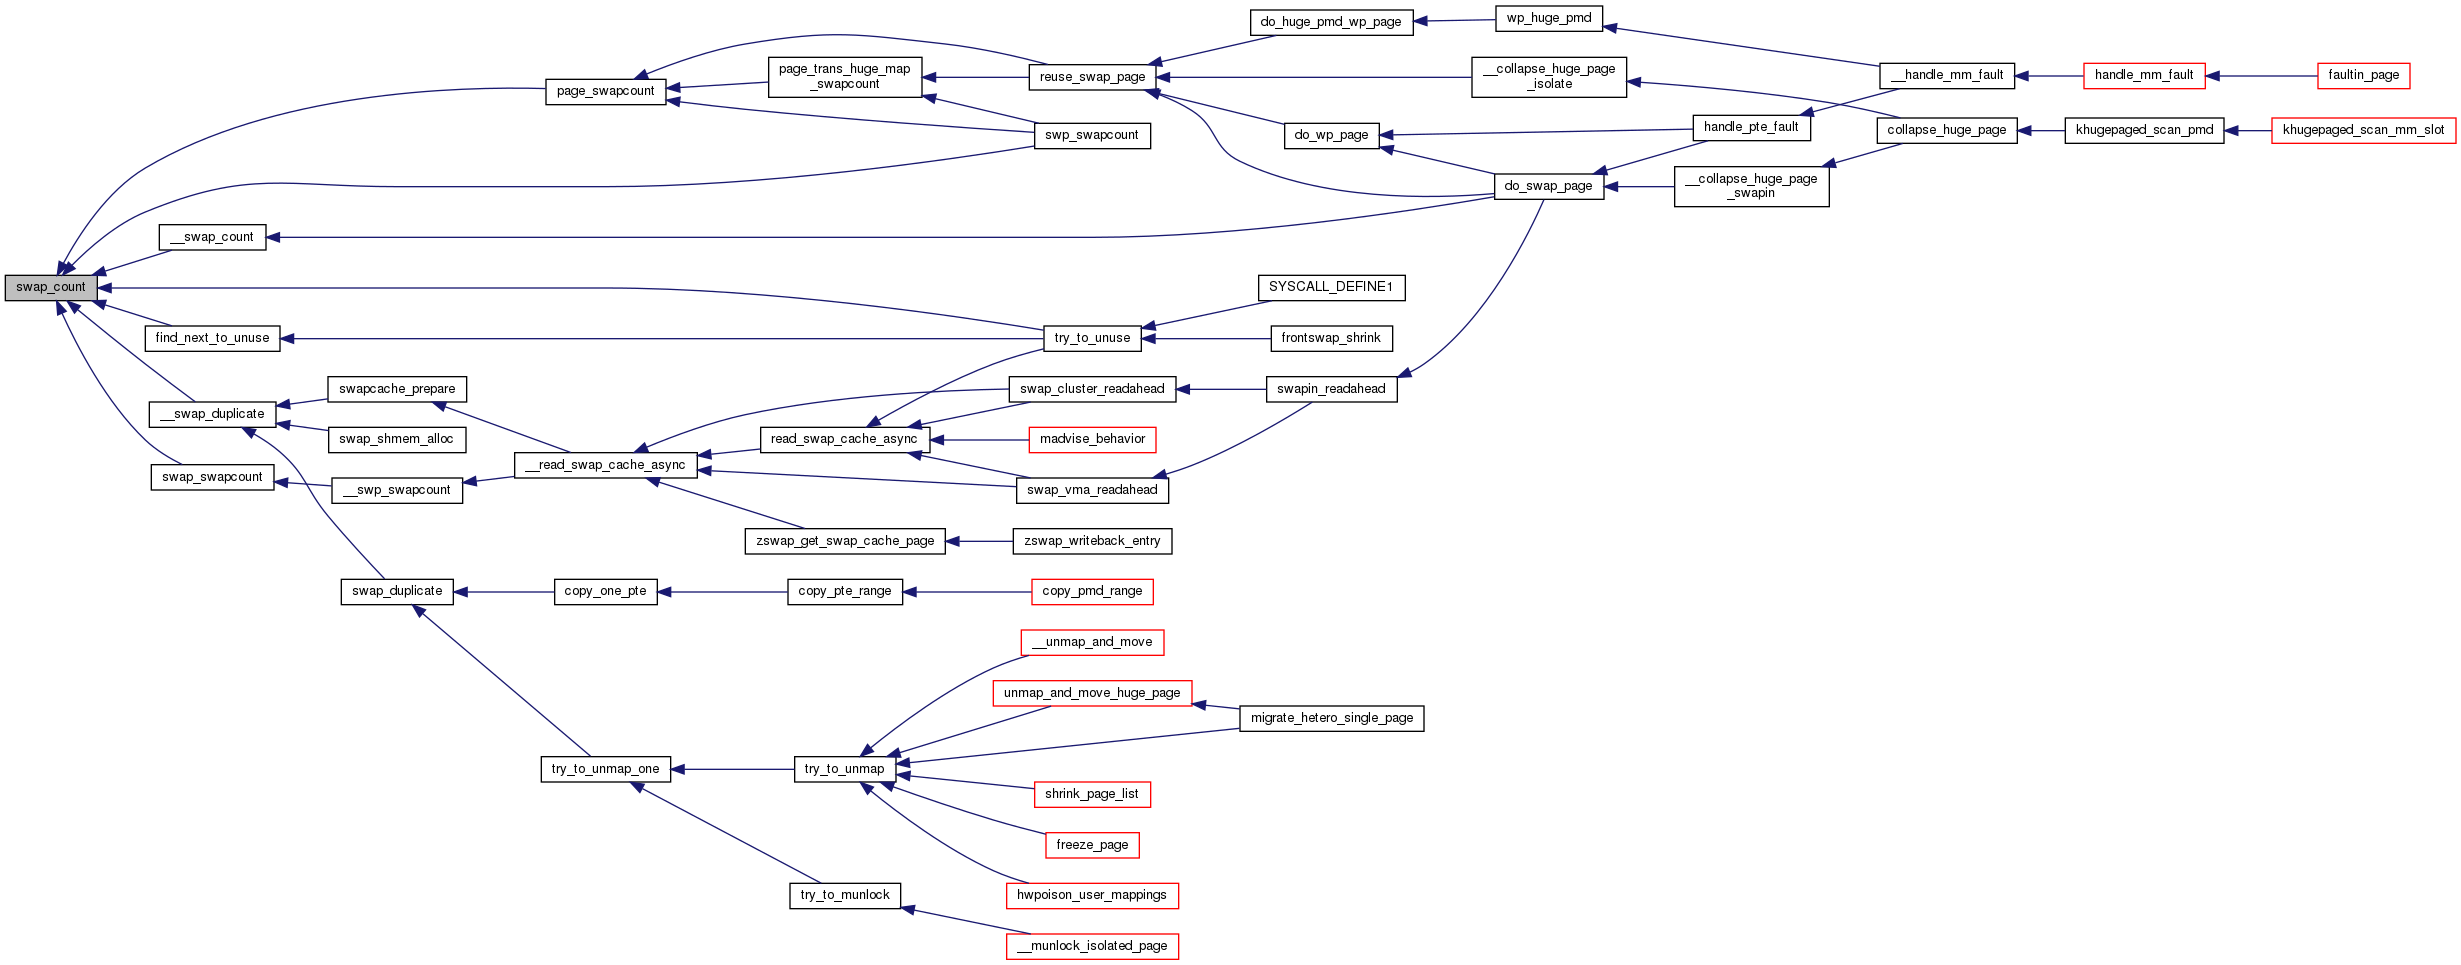 do_huge_pmd_wp_page
wp_huge_pmd
page_swapcount
page_trans_huge_map
_swapcount
reuse_swap_page
__collapse_huge_page
_isolate
__handle_mm_fault
handle_mm_fault
faultin_page
swp_swapcount
do_wp_page
handle_pte_fault
collapse_huge_page
khugepaged_scan_pmd
khugepaged_scan_mm_slot
do_swap_page
__collapse_huge_page
_swapin
__swap_count
swap_count
SYSCALL_DEFINE1
find_next_to_unuse
try_to_unuse
frontswap_shrink
swapcache_prepare
swap_cluster_readahead
swapin_readahead
__swap_duplicate
swap_shmem_alloc
read_swap_cache_async
madvise_behavior
swap_swapcount
__read_swap_cache_async
__swp_swapcount
swap_vma_readahead
zswap_get_swap_cache_page
zswap_writeback_entry
swap_duplicate
copy_one_pte
copy_pte_range
copy_pmd_range
__unmap_and_move
unmap_and_move_huge_page
migrate_hetero_single_page
try_to_unmap_one
try_to_unmap
shrink_page_list
freeze_page
try_to_munlock
hwpoison_user_mappings
__munlock_isolated_page